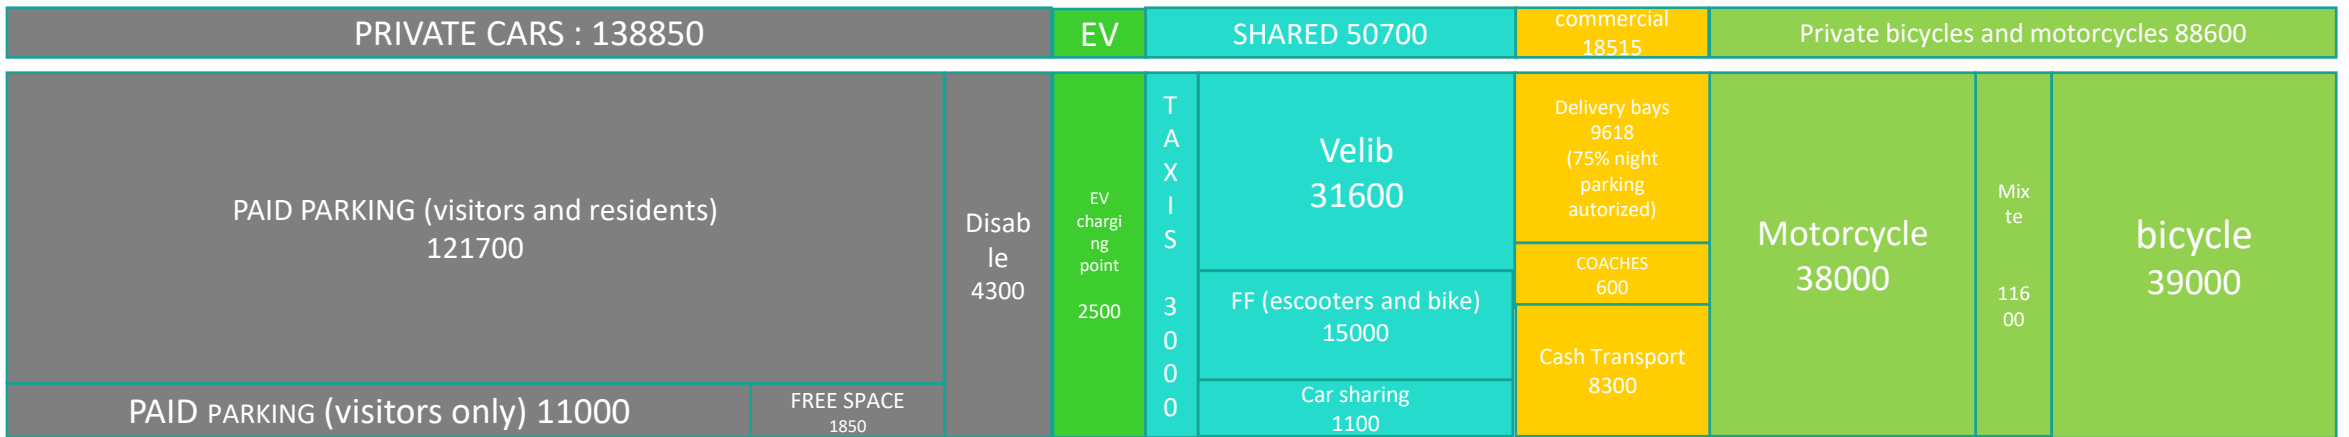 PRIVATE CARS : 138850
EV
SHARED 50700
commercial
18515
Private bicycles and motorcycles 88600
PAID PARKING (visitors and residents)
121700
Disab
le
4300
EV
chargi
ng
point
2500
T
A
X
I
S
3
0
0
0
Velib
31600
FF (escooters and bike)
15000
Car sharing
1100
Delivery bays
9618
(75% night
parking
autorized)
COACHES
600
Cash Transport
8300
Motorcycle
38000
Mix
te
116
00
bicycle
39000
PAID PARKING (visitors only) 11000
FREE SPACE
1850